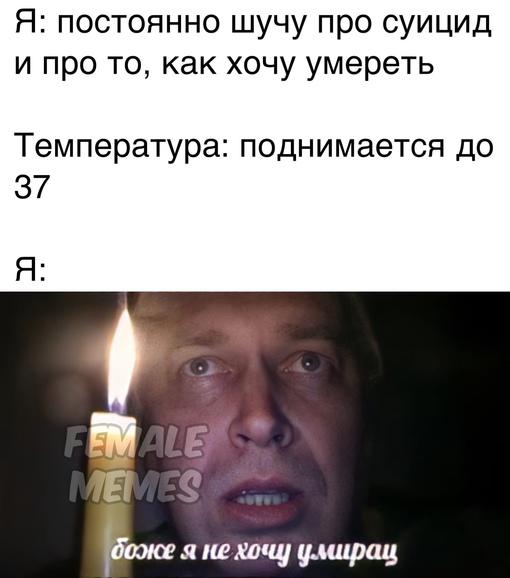 Я: постоянно шучу про суицид
и про то, как хочу умереть
Температура: поднимается до
37
Я:
FEMALE
MEMES
боже я не хочу умирац